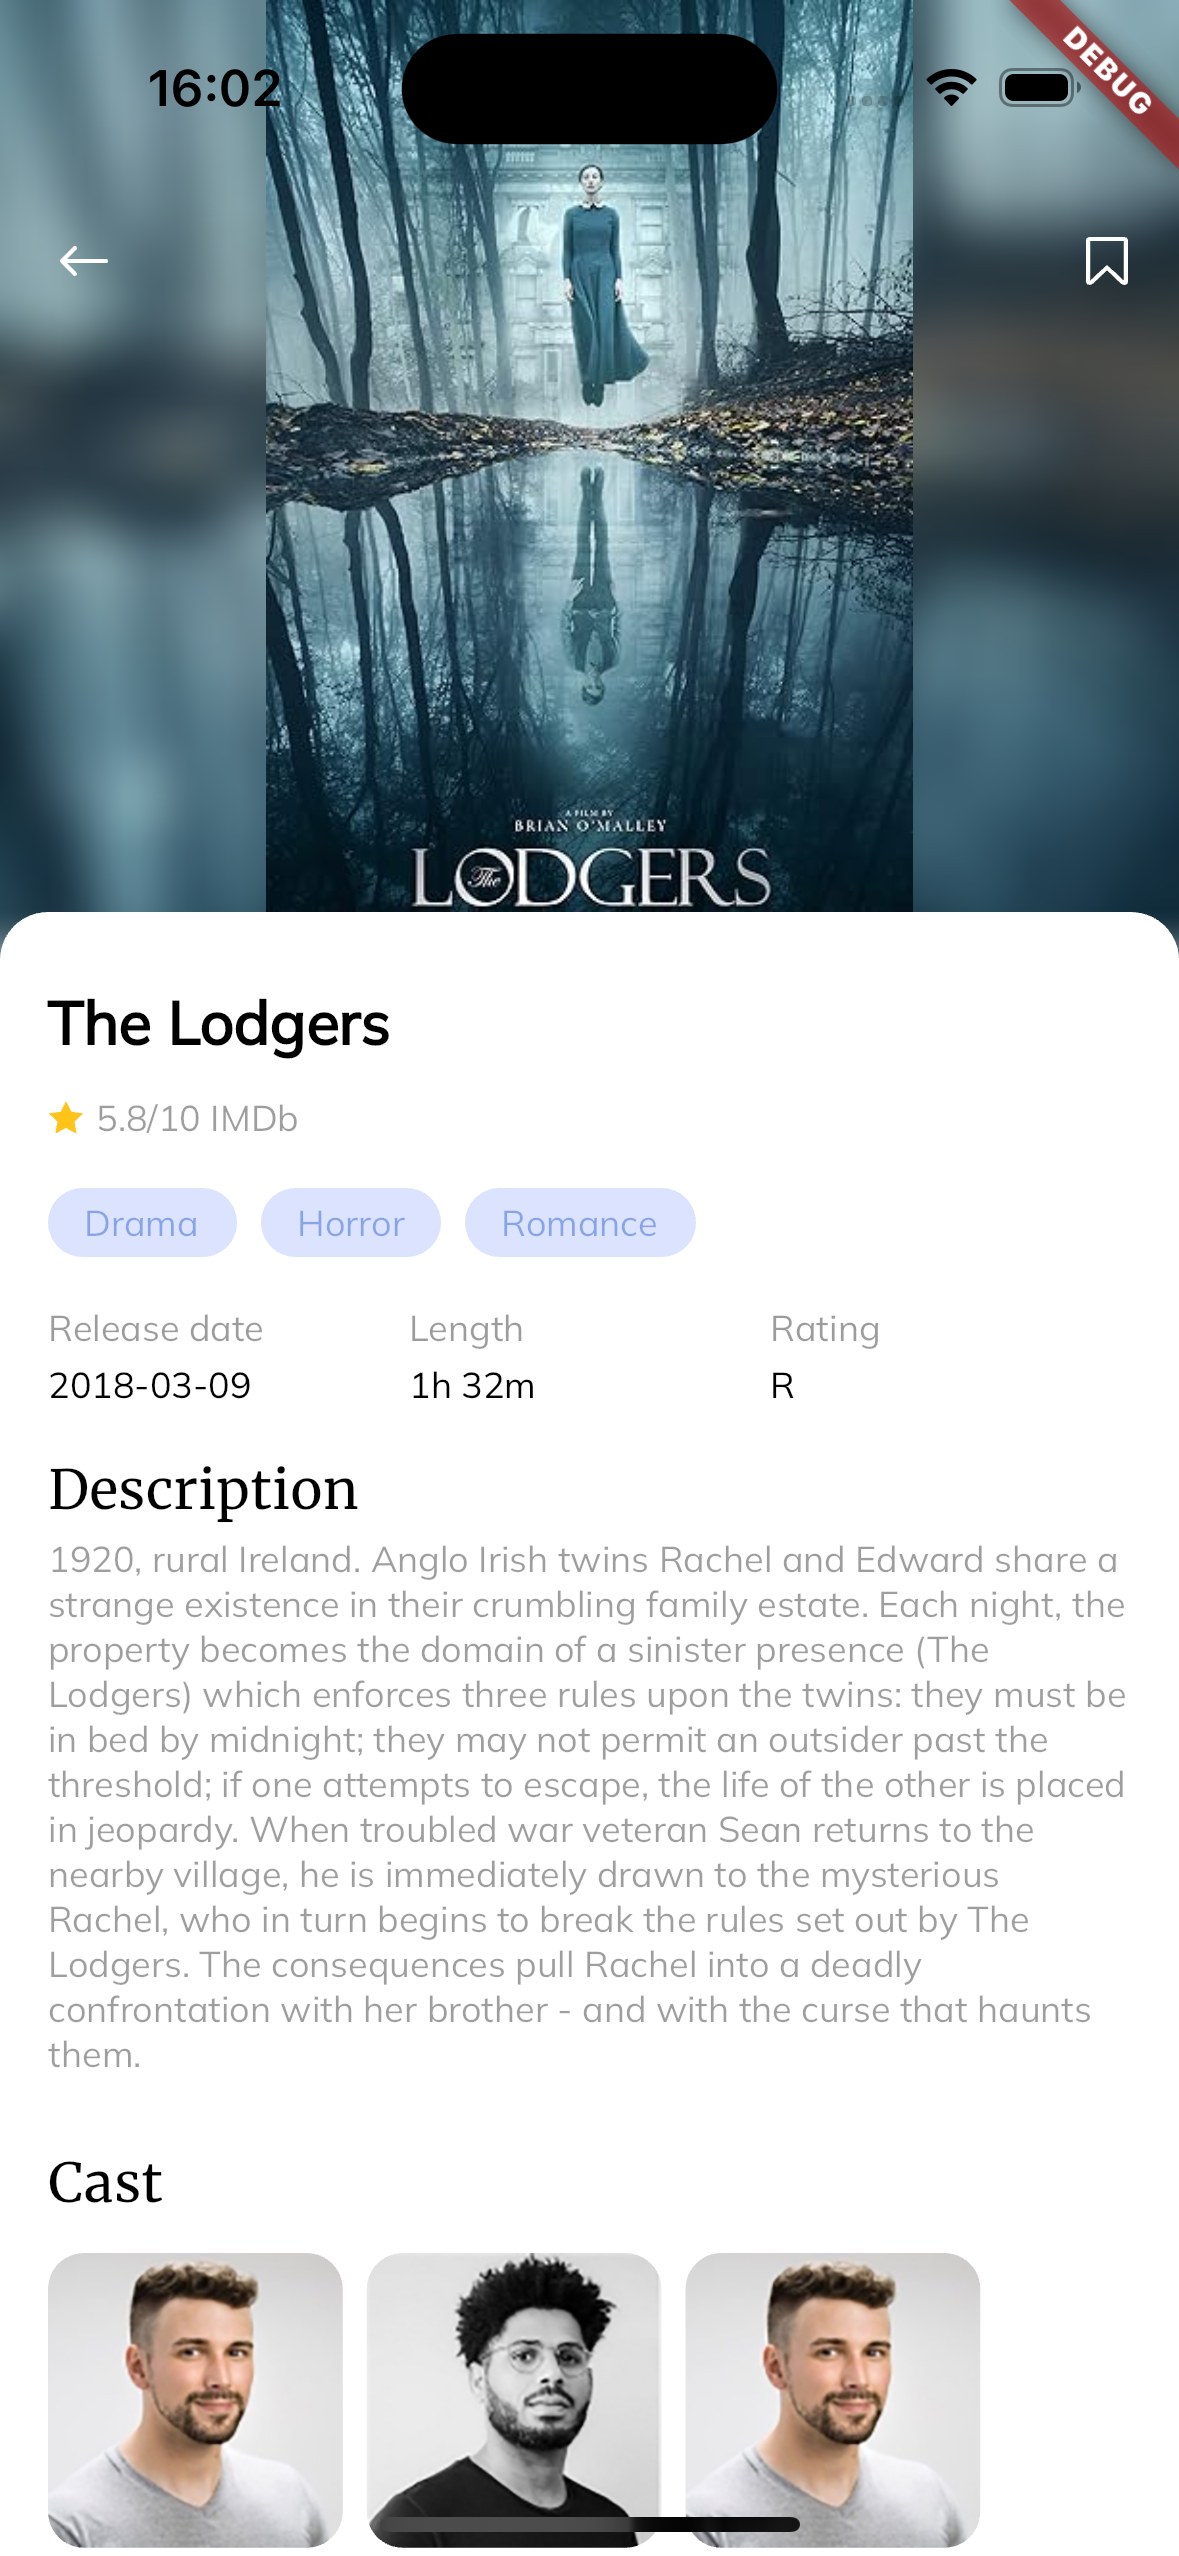 16:02
DEBUG
A FILM BY
BRIAN O'MALLEY
The LODGERS
The Lodgers
5.8/10 IMDb
Drama Horror Romance
Release date Length Rating
2018-03-09 1h 32m R
Description
1920, rural Ireland. Anglo Irish twins Rachel and Edward share a
strange existence in their crumbling family estate. Each night, the
property becomes the domain of a sinister presence (The
Lodgers) which enforces three rules upon the twins: they must be
in bed by midnight; they may not permit an outsider past the
threshold; if one attempts to escape, the life of the other is placed
in jeopardy. When troubled war veteran Sean returns to the
nearby village, he is immediately drawn to the mysterious
Rachel, who in turn begins to break the rules set out by The
Lodgers. The consequences pull Rachel into a deadly
confrontation with her brother - and with the curse that haunts
them.
Cast